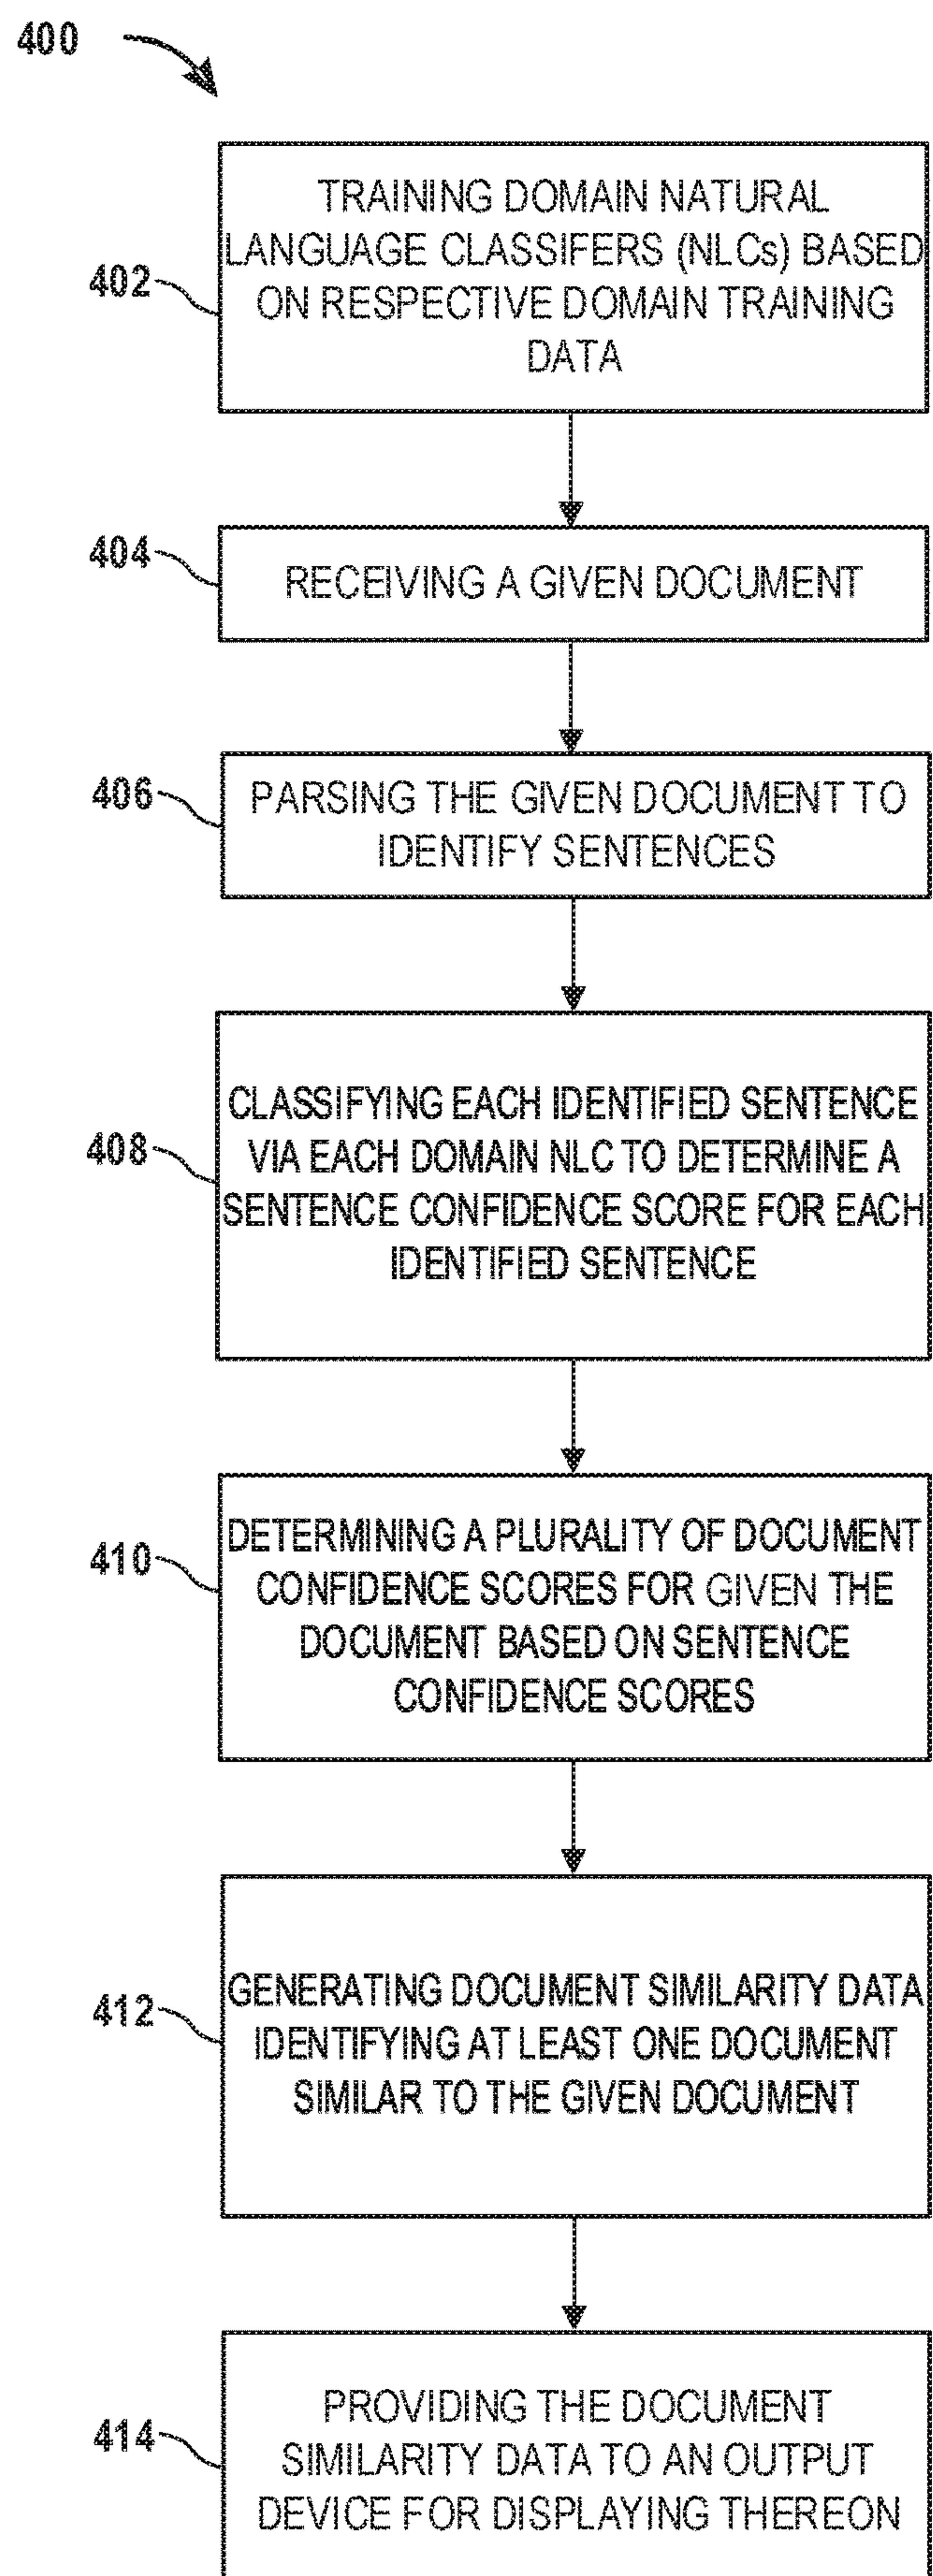 400
TRAINING DOMAIN NATURAL
LANGUAGE CLASSIFERS (NLCs) BASED
402
ON RESPECTIVE DOMAIN TRAINING
DATA
404
RECEIVING A GIVEN DOCUMENT
406
PARSING THE GIVEN DOCUMENT TO
IDENTIFY SENTENCES
CLASSIFYING EACH IDENTIFIED SENTENCE
408
VIA EACH DOMAIN NLC TO DETERMINE A
SENTENCE CONFIDENCE SCORE FOR EACH
IDENTIFIED SENTENCE
DETERMINING A PLURALITY OF DOCUMENT
410
CONFIDENCE SCORES FOR GIVEN THE
DOCUMENT BASED ON SENTENCE
CONFIDENCE SCORES
GENERATING DOCUMENT SIMILARITY DATA
412
IDENTIFYING AT LEAST ONE DOCUMENT
SIMILAR TO THE GIVEN DOCUMENT
PROVIDING THE DOCUMENT
414
SIMILARITY DATA TO AN OUTPUT
DEVICE FOR DISPLAYING THEREON